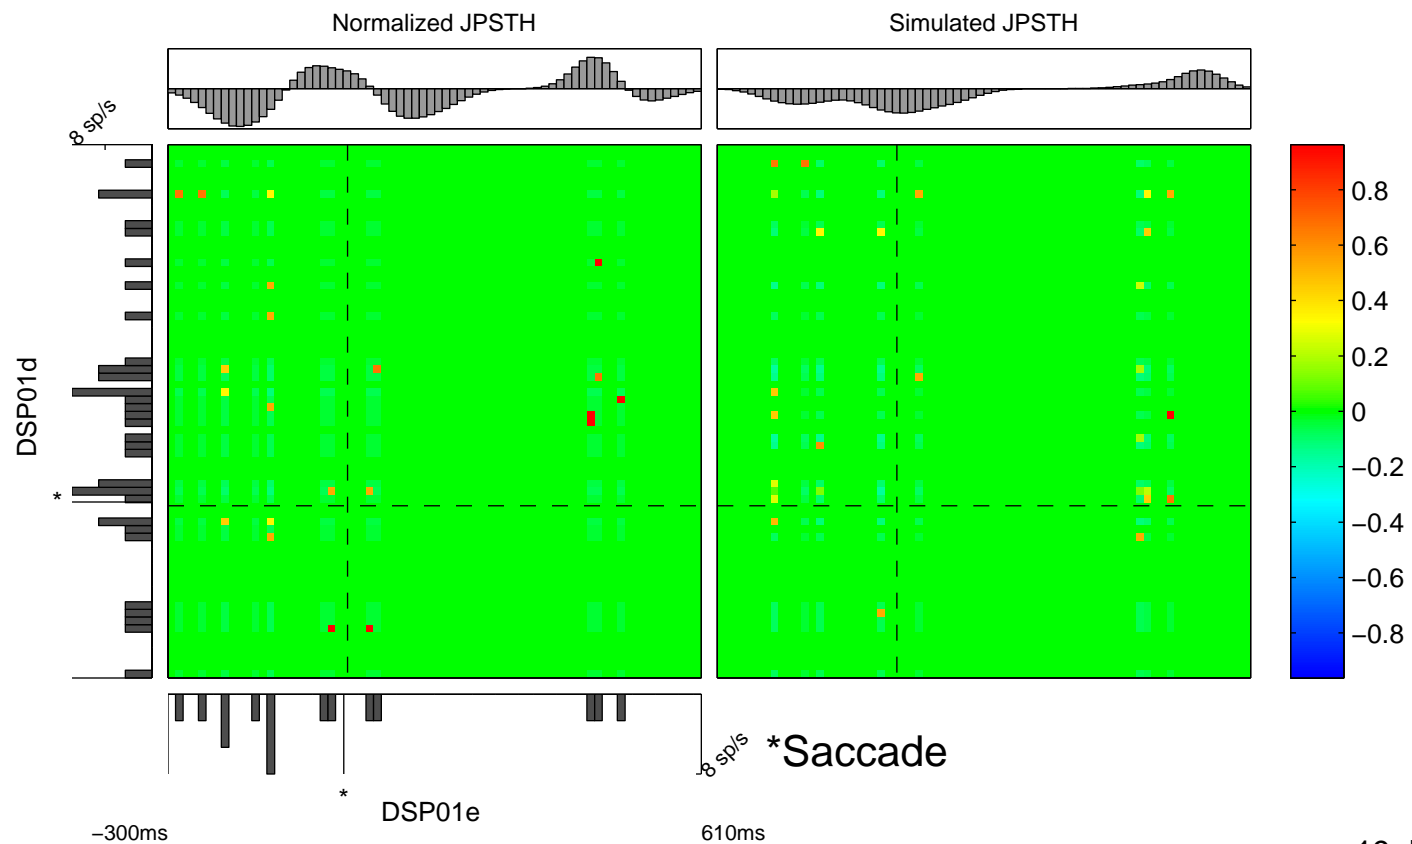 Normalized JPSTH
Simulated JPSTH
8 sp/s
DSP01d
*
0.8
0.6
0.4
0.2
0
−0.2
−0.4
−0.6
−0.8
8 sp/s
*Saccade
*
DSP01e
−300ms
610ms